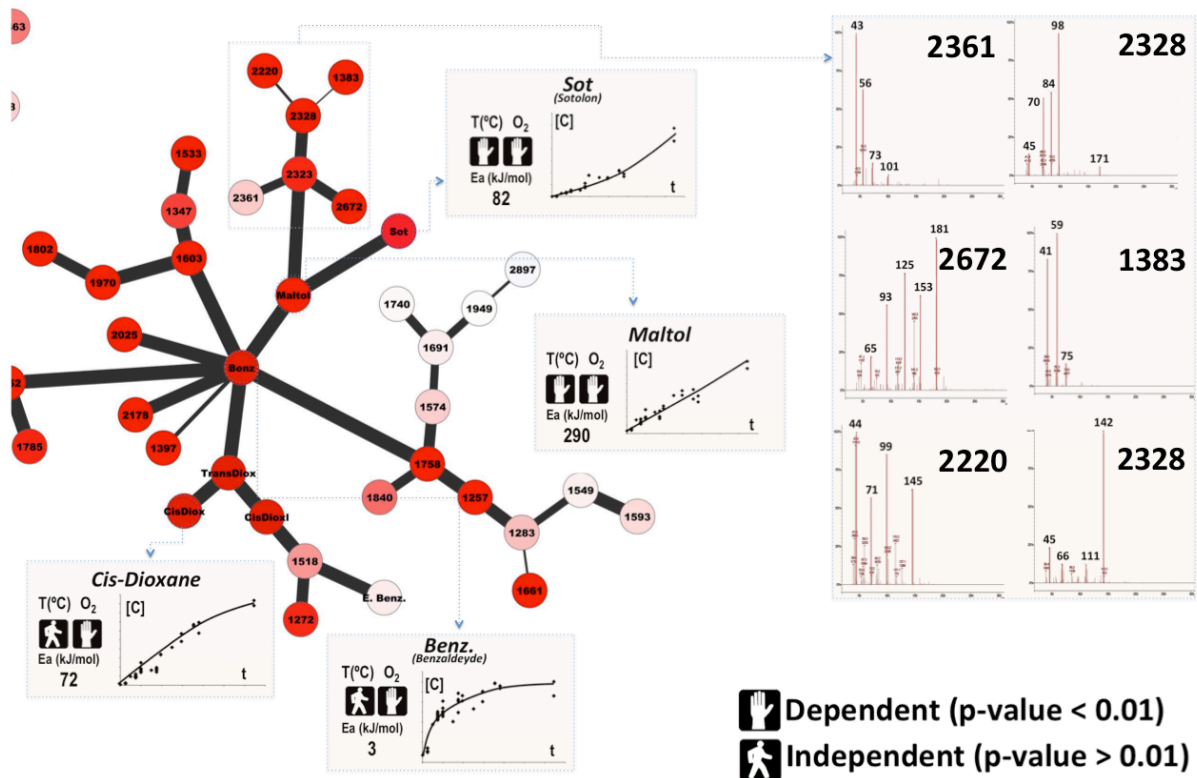 2220
1383
2328
1533
2323
2361
2672
1347
Sot
1802
1603
1970
Maltol
2897
1740
1949
2025
1691
Benz
2178
1574
1785
1397
1758
TransDiox
1840
1257
1549
CisDiox
CisDioxI
1283
1593
1518
1661
E. Benz.
1272
Sot
(Sotolon)
T(ºC) O2
[C]
Ea (kJ/mol)
82
t
Maltol
T(ºC) O2
[C]
Ea (kJ/mol)
290
t
Cis-Dioxane
T(ºC) O2
[C]
Ea (kJ/mol)
72
t
Benz.
(Benzaldeyde)
T(ºC) O2
[C]
Ea (kJ/mol)
3
t
2361
43
56
73
101
2328
98
84
70
45
171
2672
181
125
153
93
65
1383
59
41
75
2220
44
99
145
71
2328
142
45
66
111
Dependent (p-value < 0.01)
Independent (p-value > 0.01)